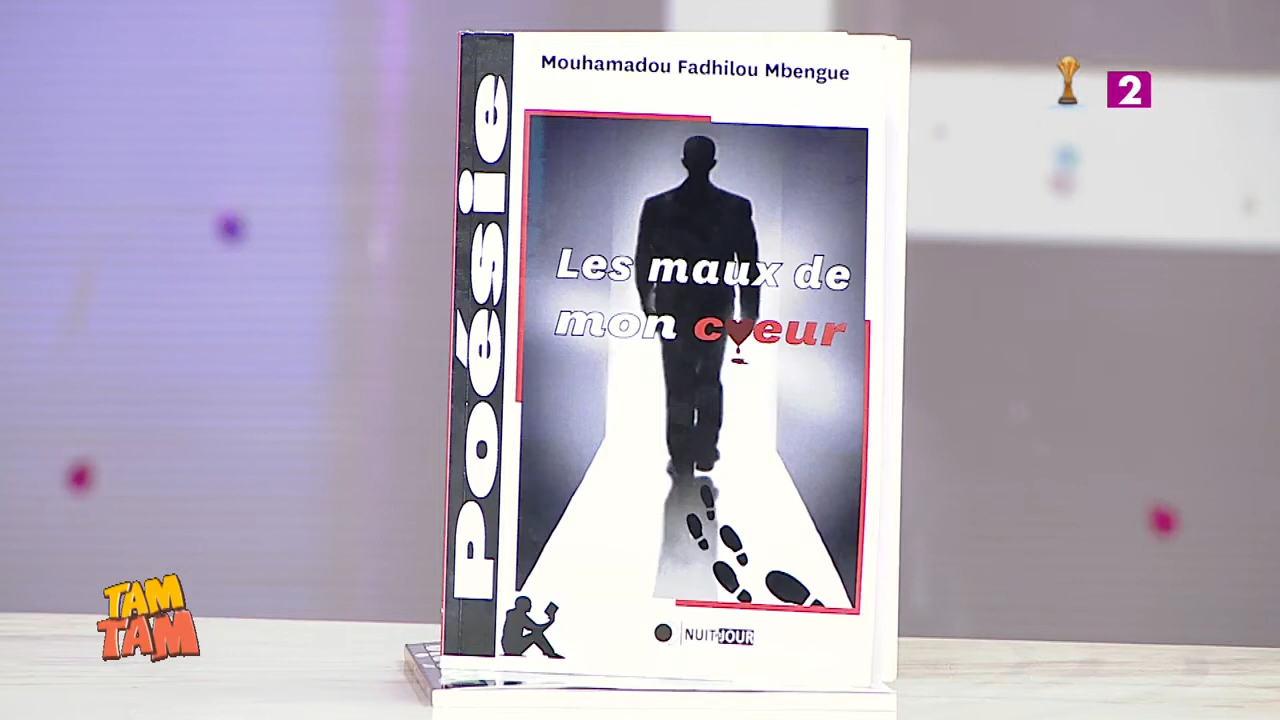 Mouhamadou Fadhilou Mbengue
Poésie
Les maux de
mon cœur
NUIT JOUR
2
TAM
TAM